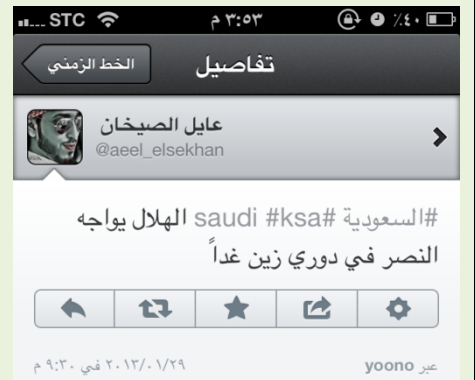 STC ٣:٥٣ م ٪٤٠
الخط الزمني تفاصيل
عايل الصيخان
@aeel_elsekhan
#السعودية #saudi #ksa الهلال يواجه
النصر في دوري زين غداً
٢٠١٣/٠١/٢٩ في ٩:٣٠ م عبر yoono